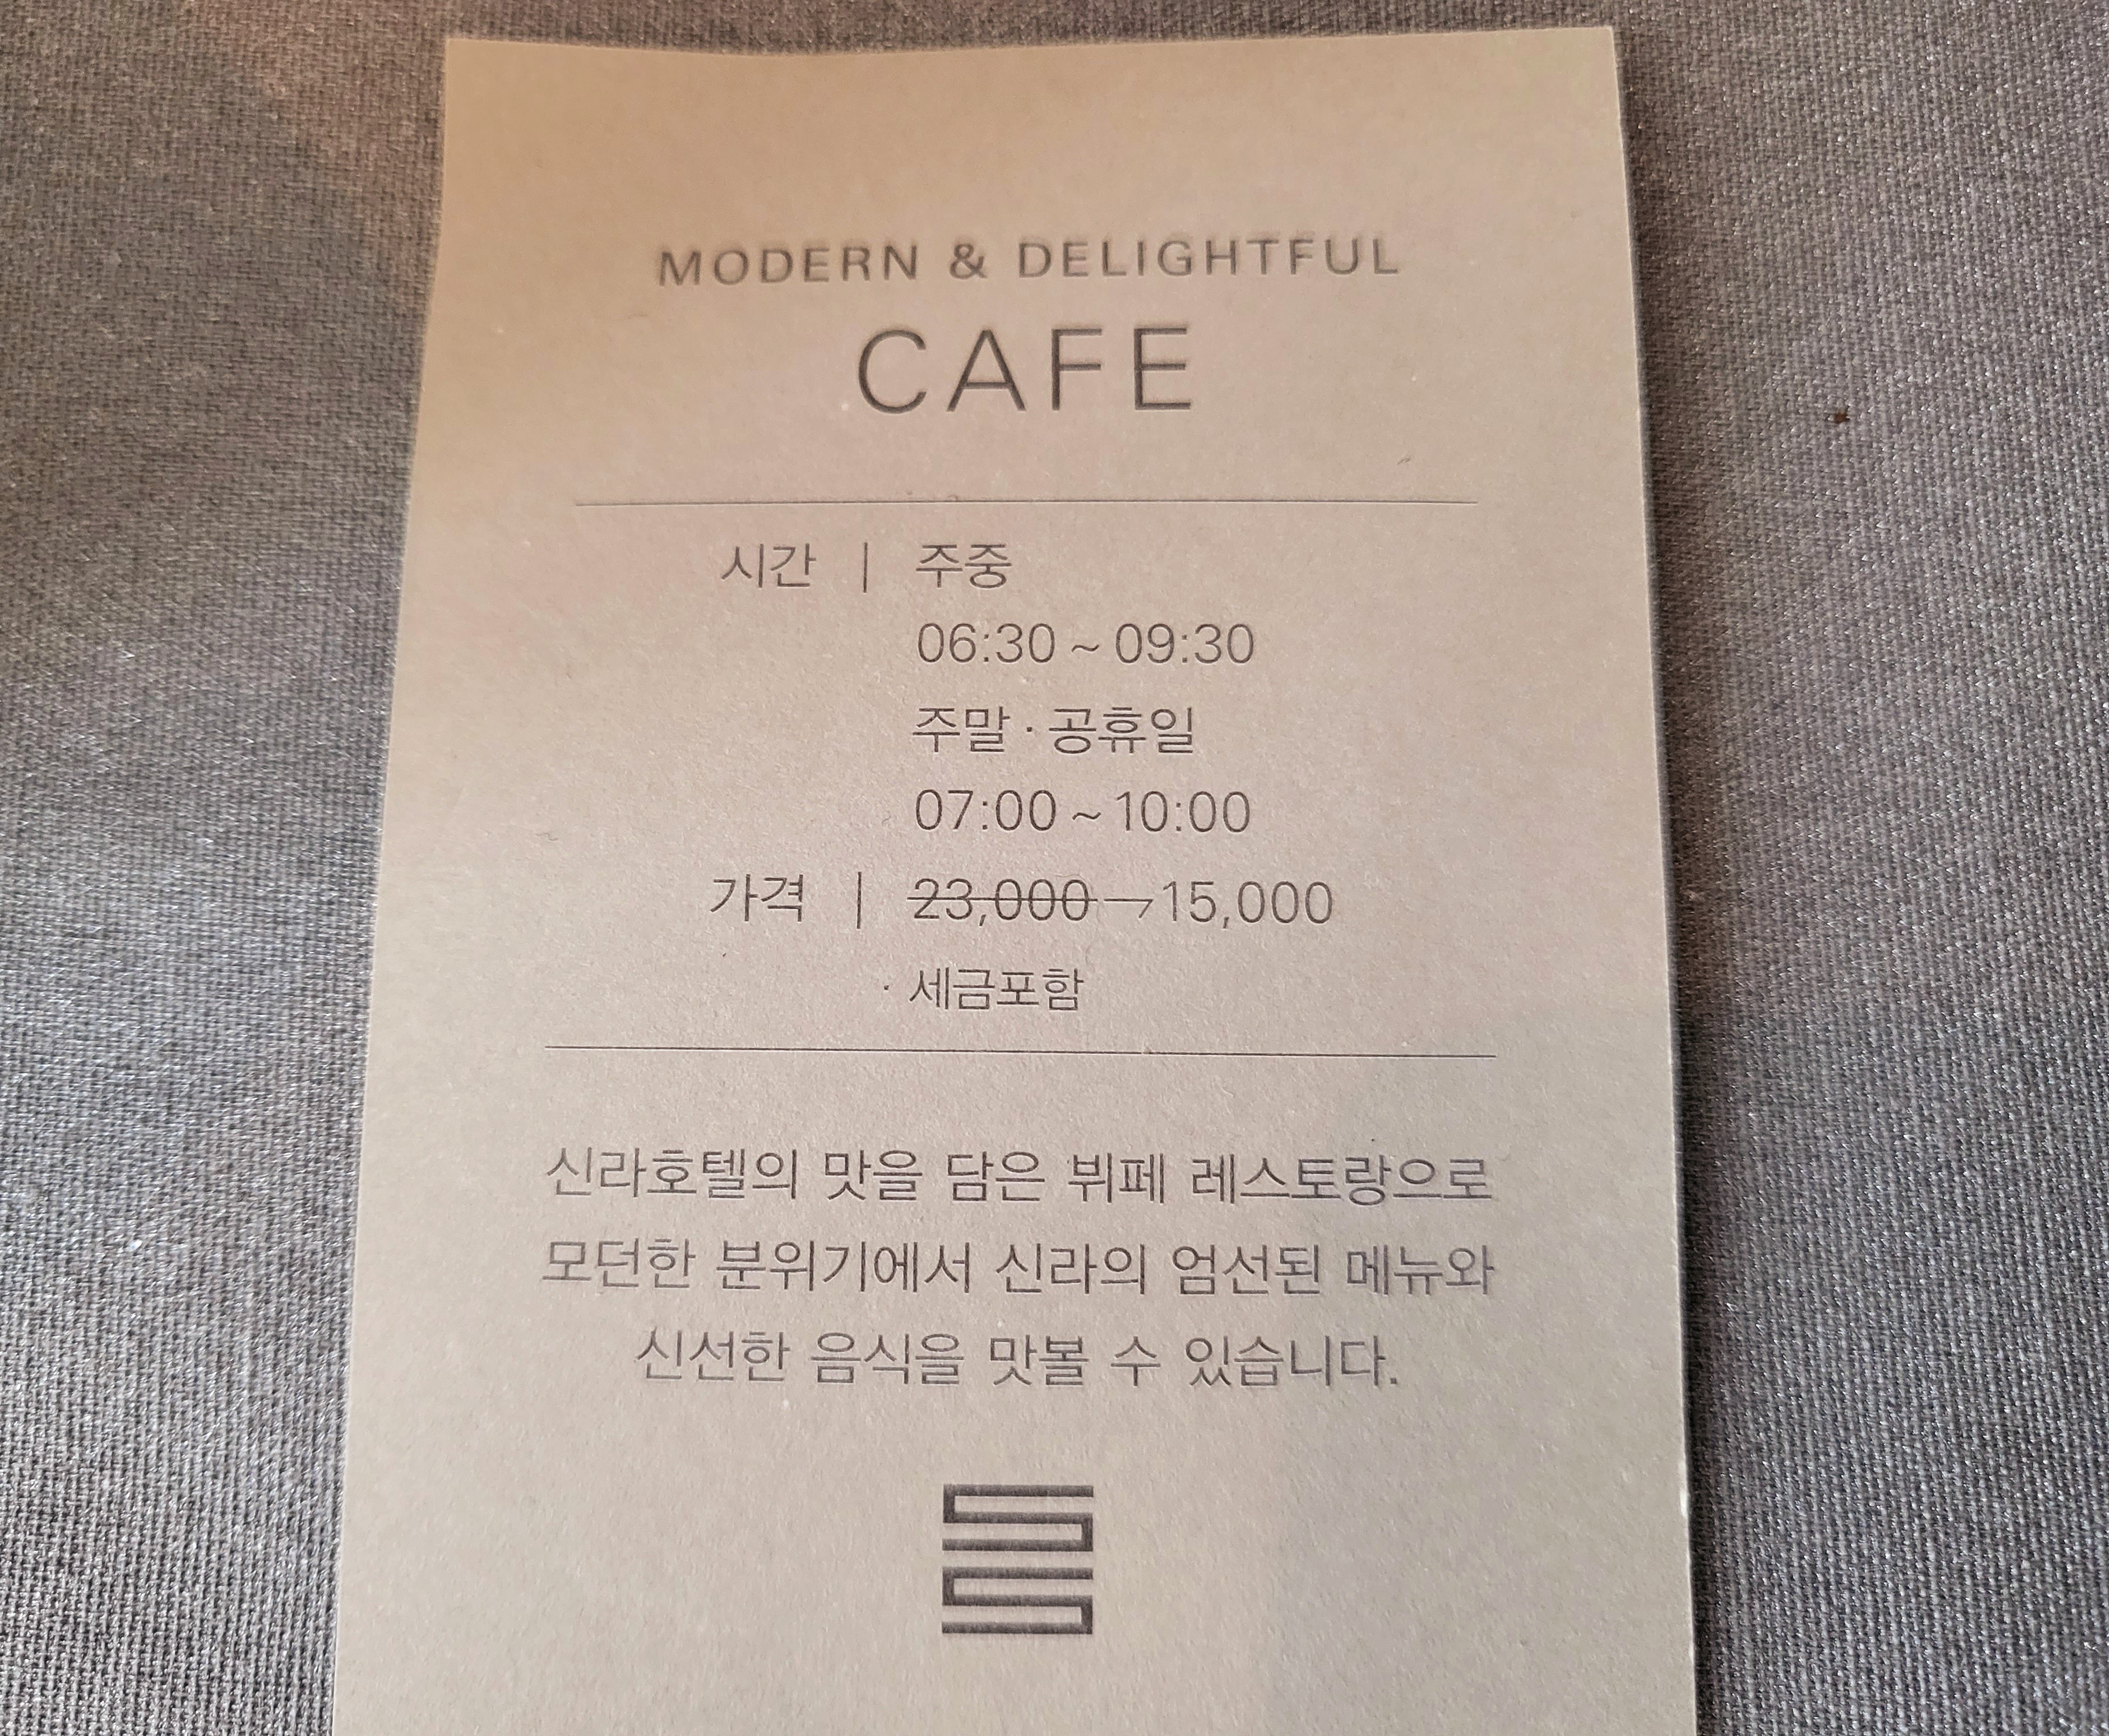 MODERN & DELIGHTFUL
CAFE
시간 | 주중
06:30 ~ 09:30
주말 · 공휴일
07:00 ~ 10:00
가격 | 23,000 → 15,000
· 세금포함
신라호텔의 맛을 담은 뷔페 레스토랑으로
모던한 분위기에서 신라의 엄선된 메뉴와
신선한 음식을 맛볼 수 있습니다.